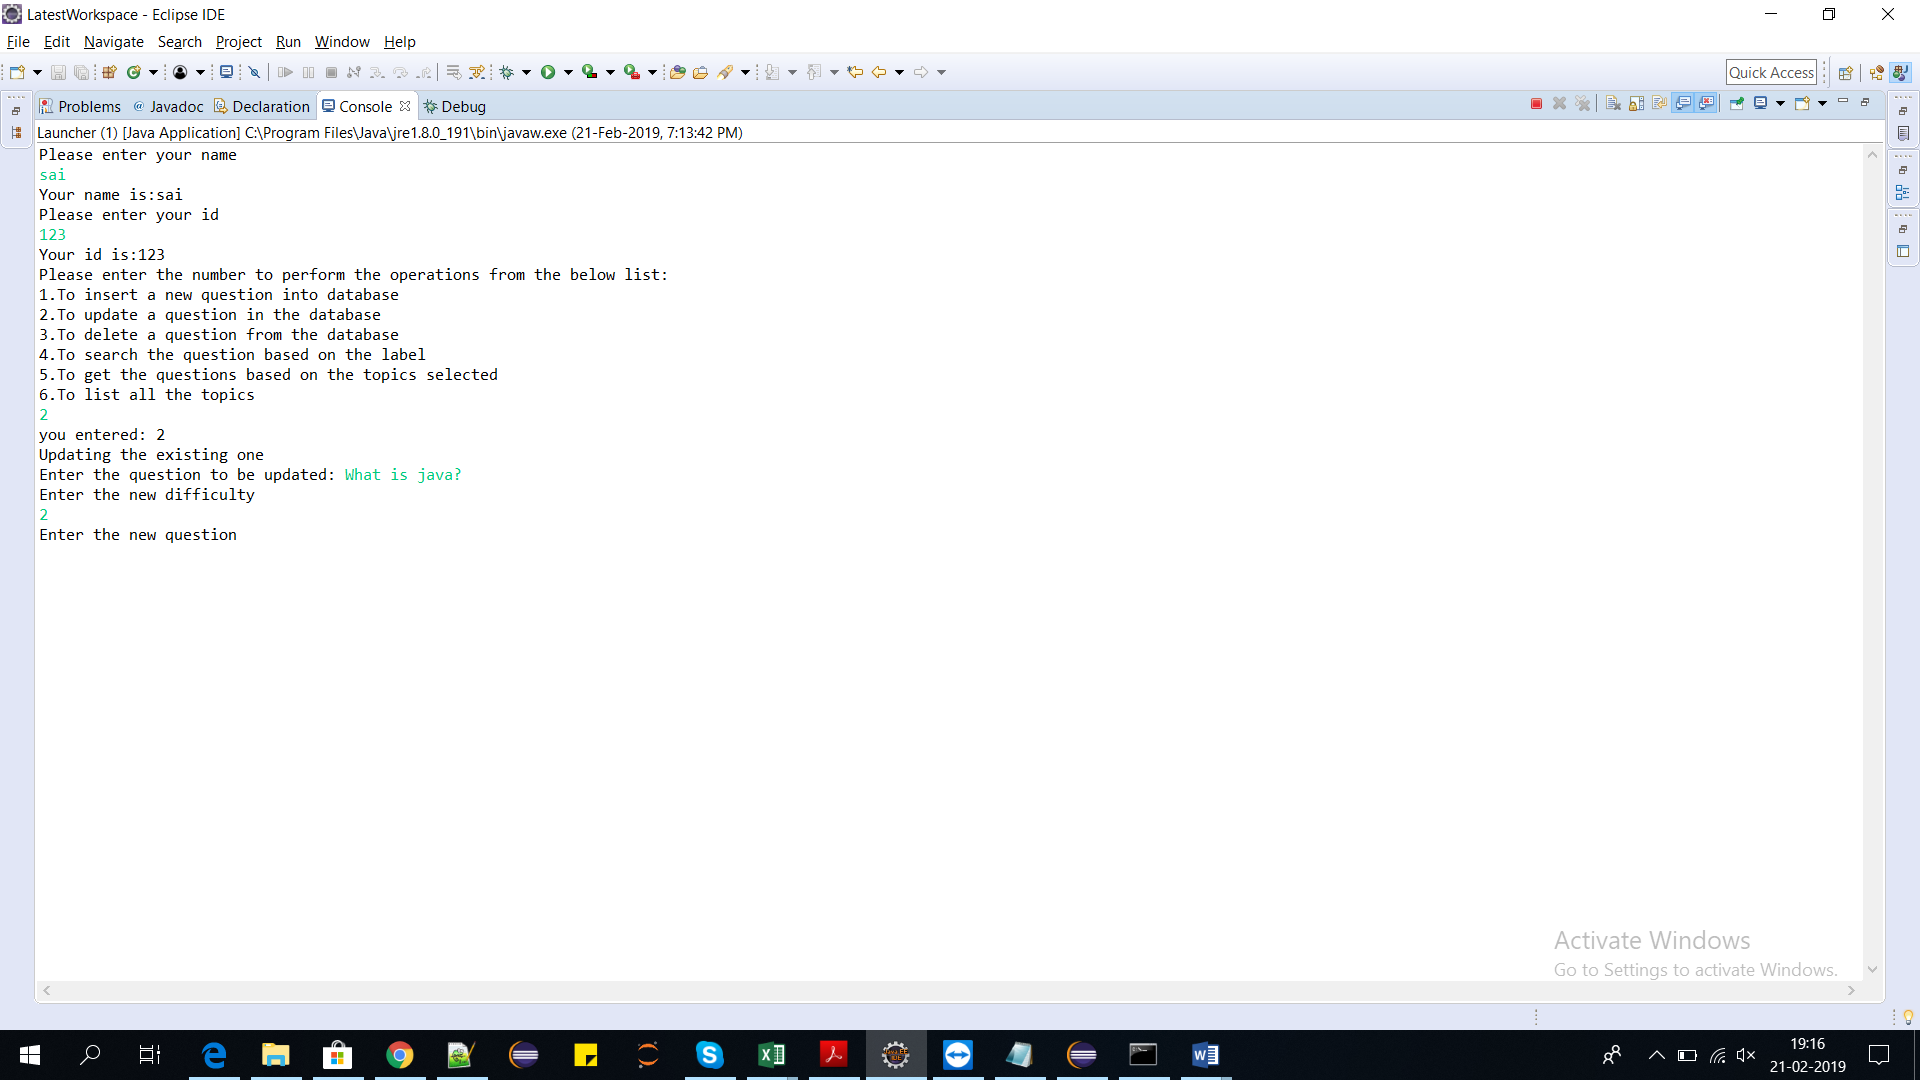 LatestWorkspace - Eclipse IDE
File Edit Navigate Search Project Run Window Help
Quick Access
Problems @ Javadoc Declaration Console Debug
Launcher (1) [Java Application] C:\Program Files\Java\jre1.8.0_191\bin\javaw.exe (21-Feb-2019, 7:13:42 PM)
Please enter your name
sai
Your name is:sai
Please enter your id
123
Your id is:123
Please enter the number to perform the operations from the below list:
1.To insert a new question into database
2.To update a question in the database
3.To delete a question from the database
4.To search the question based on the label
5.To get the questions based on the topics selected
6.To list all the topics
2
you entered: 2
Updating the existing one
Enter the question to be updated: What is java?
Enter the new difficulty
2
Enter the new question
Activate Windows
Go to Settings to activate Windows.
19:16
21-02-2019